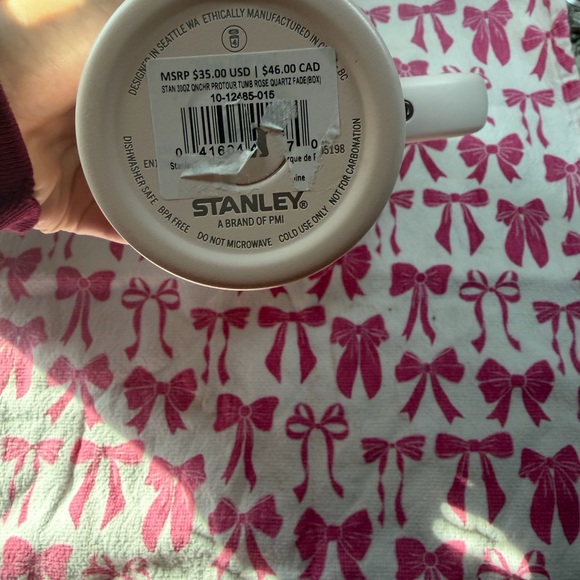 DESIGNED IN SEATTLE WA ETHICALLY MANUFACTURED IN
MSRP $35.00 USD | $46.00 CAD
STAN 30OZ QNCHR PROTOUR TUMB ROSE QUARTZ FADE(BOX)
10-12485-015
STANLEY®
A BRAND OF PMI
DISHWASHER SAFE BPA FREE DO NOT MICROWAVE COLD USE ONLY NOT FOR CARBONATION